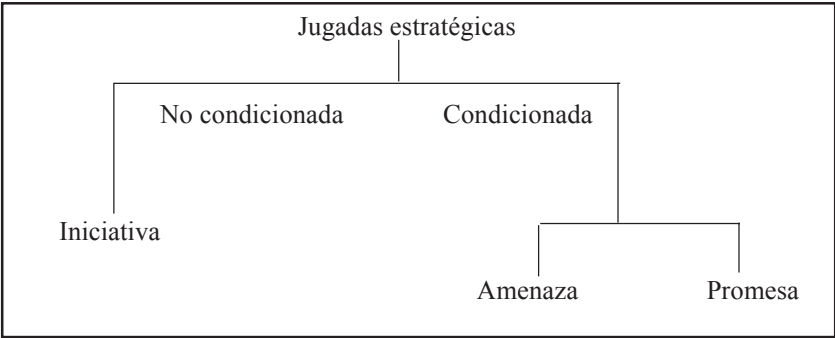 Jugadas estratégicas
No condicionada Condicionada
Iniciativa
Amenaza Promesa